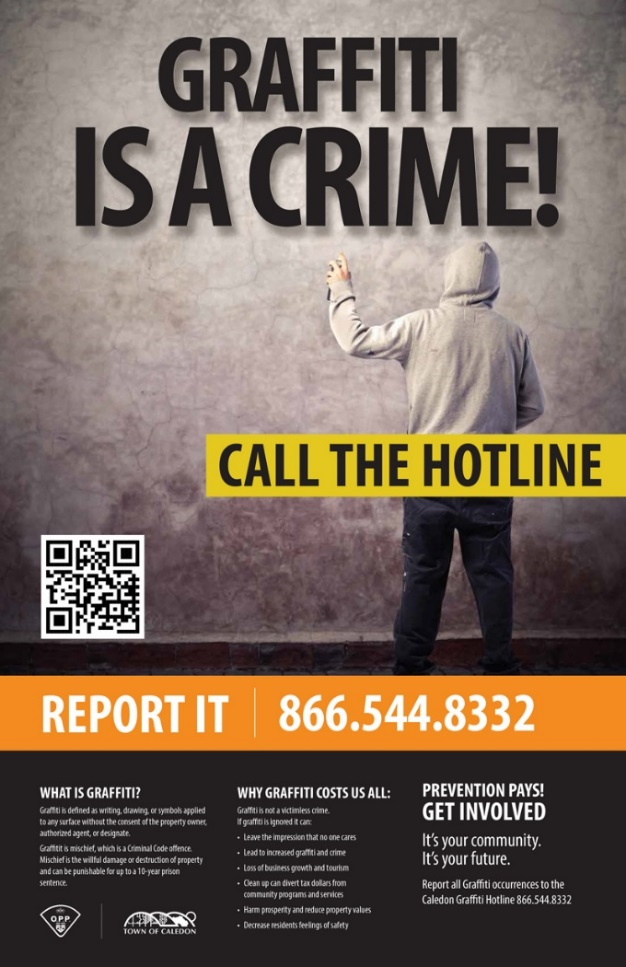 GRAFFITI
IS A CRIME!
CALL THE HOTLINE
REPORT IT
866.544.8332
WHAT IS GRAFFITI?
Graffiti is defined as writing, drawing, or symbols applied
to any surface without the consent of the property owner,
authorized agent, or designate.
Graffitit is mischief, which is a Criminal Code offence.
Mischief is the willful damage or destruction of property
and can be punishable for up to a 10-year prison
sentence.
O.P.P
TOWN OF CALEDON
WHY GRAFFITI COSTS US ALL:
Graffiti is not a victimless crime.
If graffiti is ignored it can:
• Leave the impression that no one cares
• Lead to increased graffiti and crime
• Loss of business growth and tourism
• Clean up can divert tax dollars from
community programs and services
• Harm prosperity and reduce property values
• Decrease residents feelings of safety
PREVENTION PAYS!
GET INVOLVED
It's your community.
It's your future.
Report all Graffiti occurrences to the
Caledon Graffiti Hotline 866.544.8332